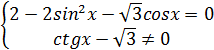 2 − 2sin²x − √3cosx = 0
ctgx − √3 ≠ 0